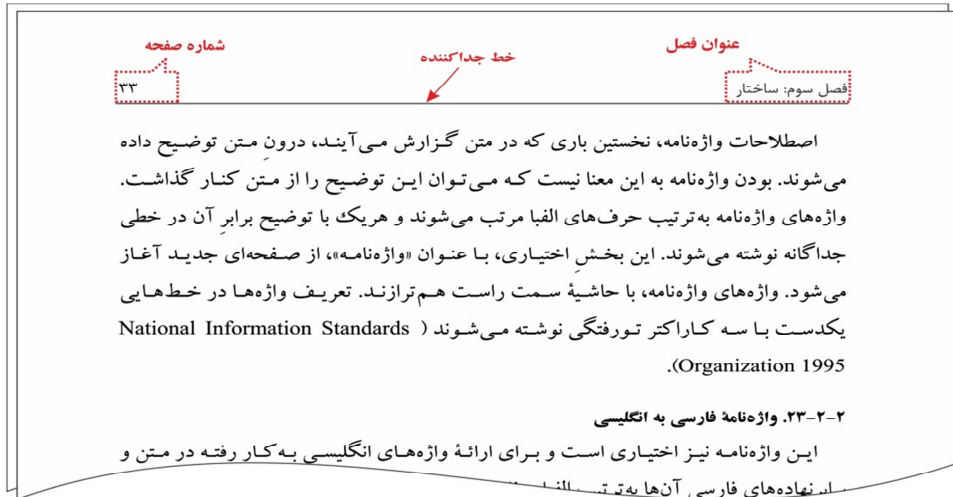 عنوان فصل
شماره صفحه
خط جداکننده
فصل سوم: ساختار
۳۳
اصطلاحات واژه‌نامه، نخستین باری که در متن گزارش می‌آیند، درونِ متن توضیح داده
می‌شوند. بودن واژه‌نامه به این معنا نیست که می‌توان این توضیح را از متن کنار گذاشت.
واژه‌های واژه‌نامه به‌ترتیب حرف‌های الفبا مرتب می‌شوند و هریک با توضیح برابرِ آن در خطی
جداگانه نوشته می‌شوند. این بخشِ اختیاری، با عنوان «واژه‌نامه»، از صفحه‌ای جدید آغاز
می‌شود. واژه‌های واژه‌نامه، با حاشیهٔ سمت راست هم‌ترازند. تعریف واژه‌ها در خط‌هایی
یکدست با سه کاراکتر تورفتگی نوشته می‌شوند (National Information Standards
Organization 1995).
۲-۲-۲۳. واژه‌نامهٔ فارسی به انگلیسی
این واژه‌نامه نیز اختیاری است و برای ارائهٔ واژه‌های انگلیسی به‌کار رفته در متن و
برابرنهاده‌های فارسی آن‌ها به‌ترتیب